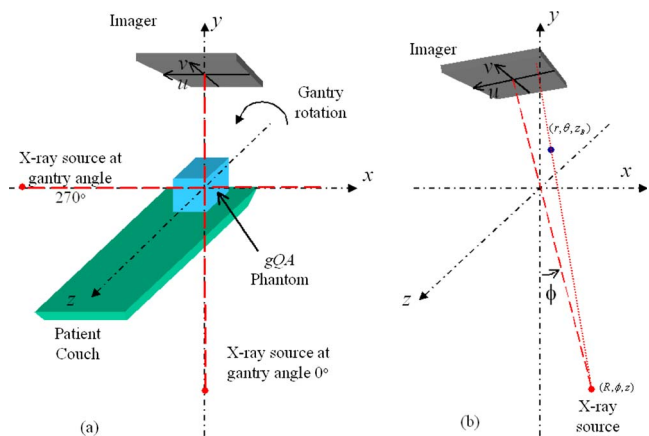 Imager
y
v
u
Gantry
rotation
X-ray source at
gantry angle
270°
x
gQA
Phantom
z
Patient
Couch
X-ray source at
gantry angle 0°
(a)
y
Imager
v
u
(r, θ, z_B)
x
z
ϕ
(R, ϕ, z)
X-ray
source
(b)